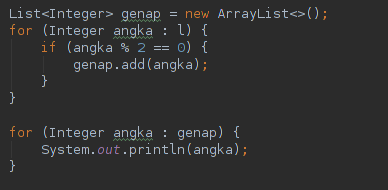 List<Integer> genap = new ArrayList<>();
for (Integer angka : l) {
    if (angka % 2 == 0) {
        genap.add(angka);
    }
}

for (Integer angka : genap) {
    System.out.println(angka);
}